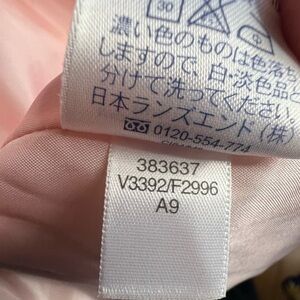 30
濃い色のものは色落ち
しますので、白・淡色品と
分けて洗ってください
日本ランズエンド(株)
0120-554-774
383637
V3392/F2996
A9